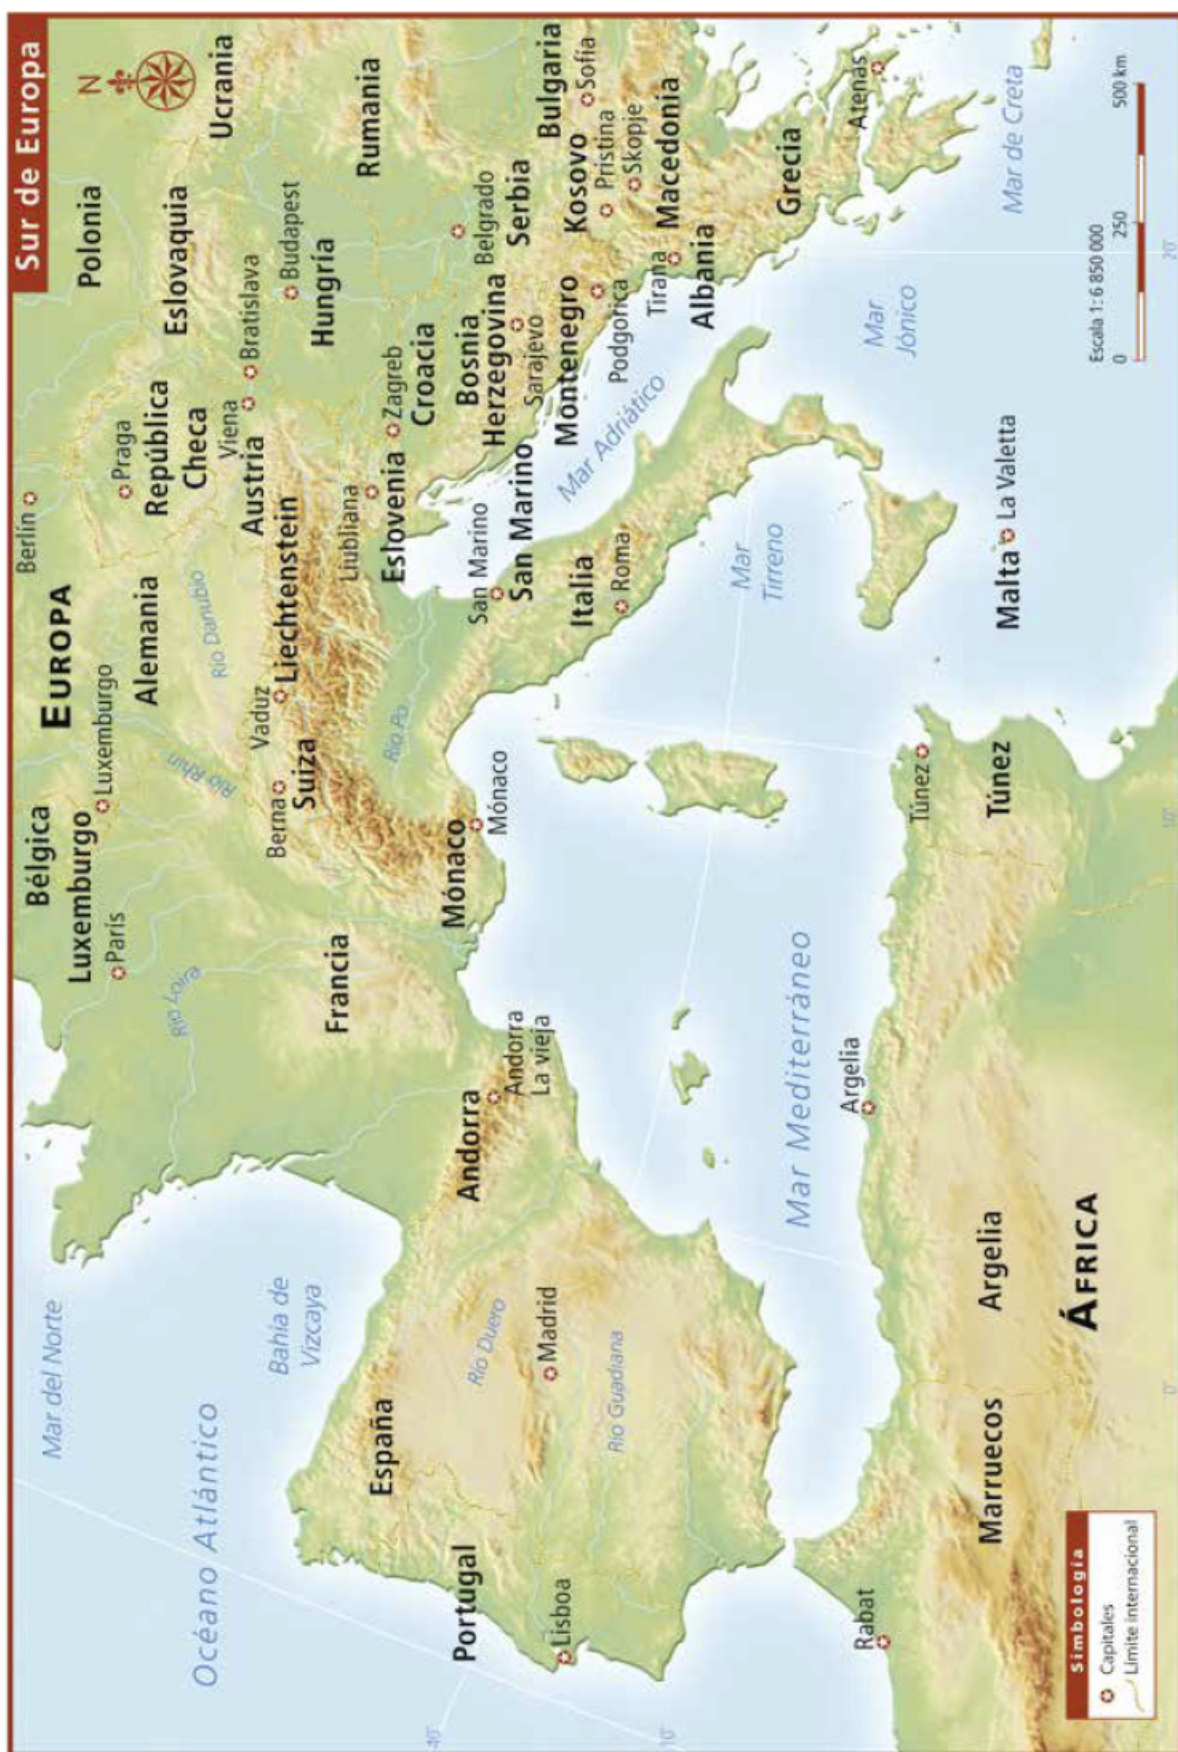 Sur de Europa
N
Mar del Norte
Océano Atlántico
Bahia de
Vizcaya
Bélgica
EUROPA
Berlín
Polonia
Luxemburgo
Luxemburgo
París
Alemania
Praga
República
Checa
Eslovaquia
Ucrania
Río Loira
Río Rhin
Río Danubio
Viena
Bratislava
Austria
Budapest
Hungría
Rumania
Berna
Vaduz
Suiza
Liechtenstein
Francia
Liubliana
Eslovenia
Zagreb
Croacia
Río Po
Belgrado
Serbia
Bosnia
Herzegovina
Sarajevo
San Marino
San Marino
Mónaco
Mónaco
Andorra
Andorra
La vieja
España
Portugal
Lisboa
Río Duero
Madrid
Río Guadiana
Italia
Roma
Montenegro
Podgorica
Kosovo
Pristina
Bulgaria
Sofía
Skopje
Macedonia
Tirana
Albania
Grecia
Atenas
Mar Adriático
Mar
Tirreno
Mar
Jónico
Mar de Creta
Mar Mediterráneo
Argelia
Túnez
Túnez
Malta
La Valetta
Rabat
Marruecos
Argelia
ÁFRICA
Escala 1: 6 850 000
0 250 500 km
Simbología
Capitales
Límite internacional
40°
10°
0°
10°
20°